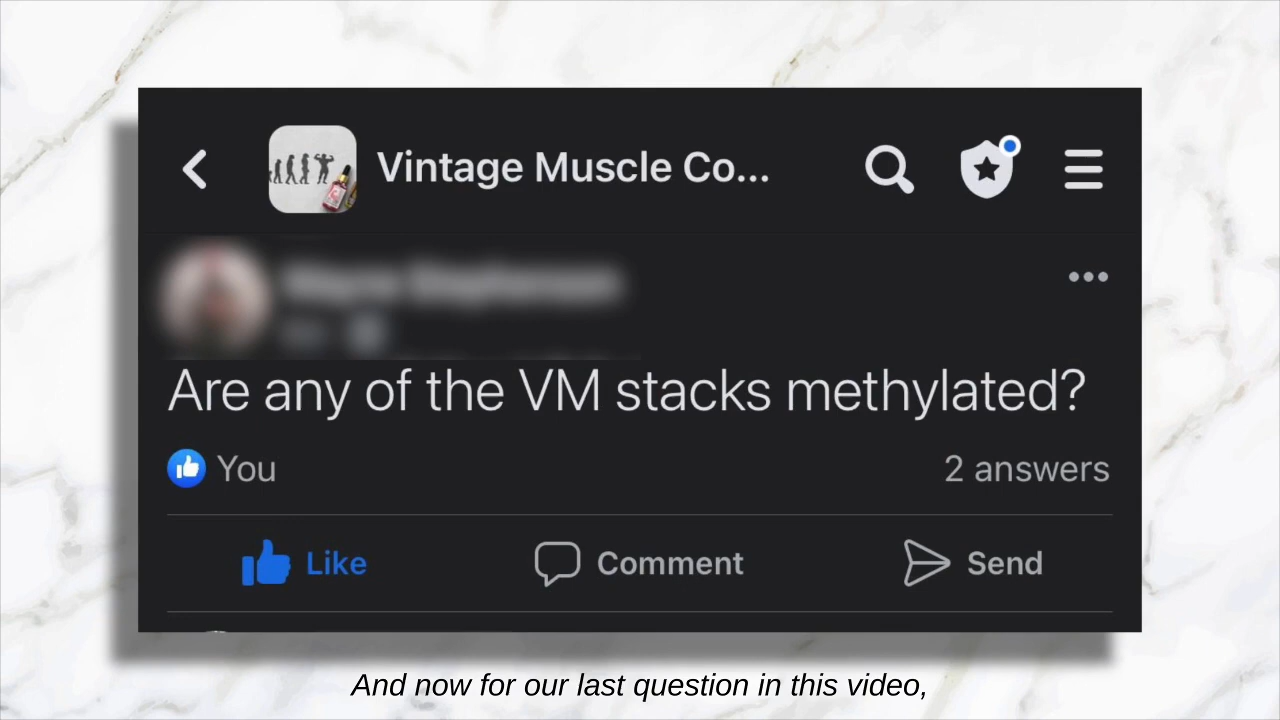 Vintage Muscle Co...
Are any of the VM stacks methylated?
You
2 answers
Like
Comment
Send
And now for our last question in this video,